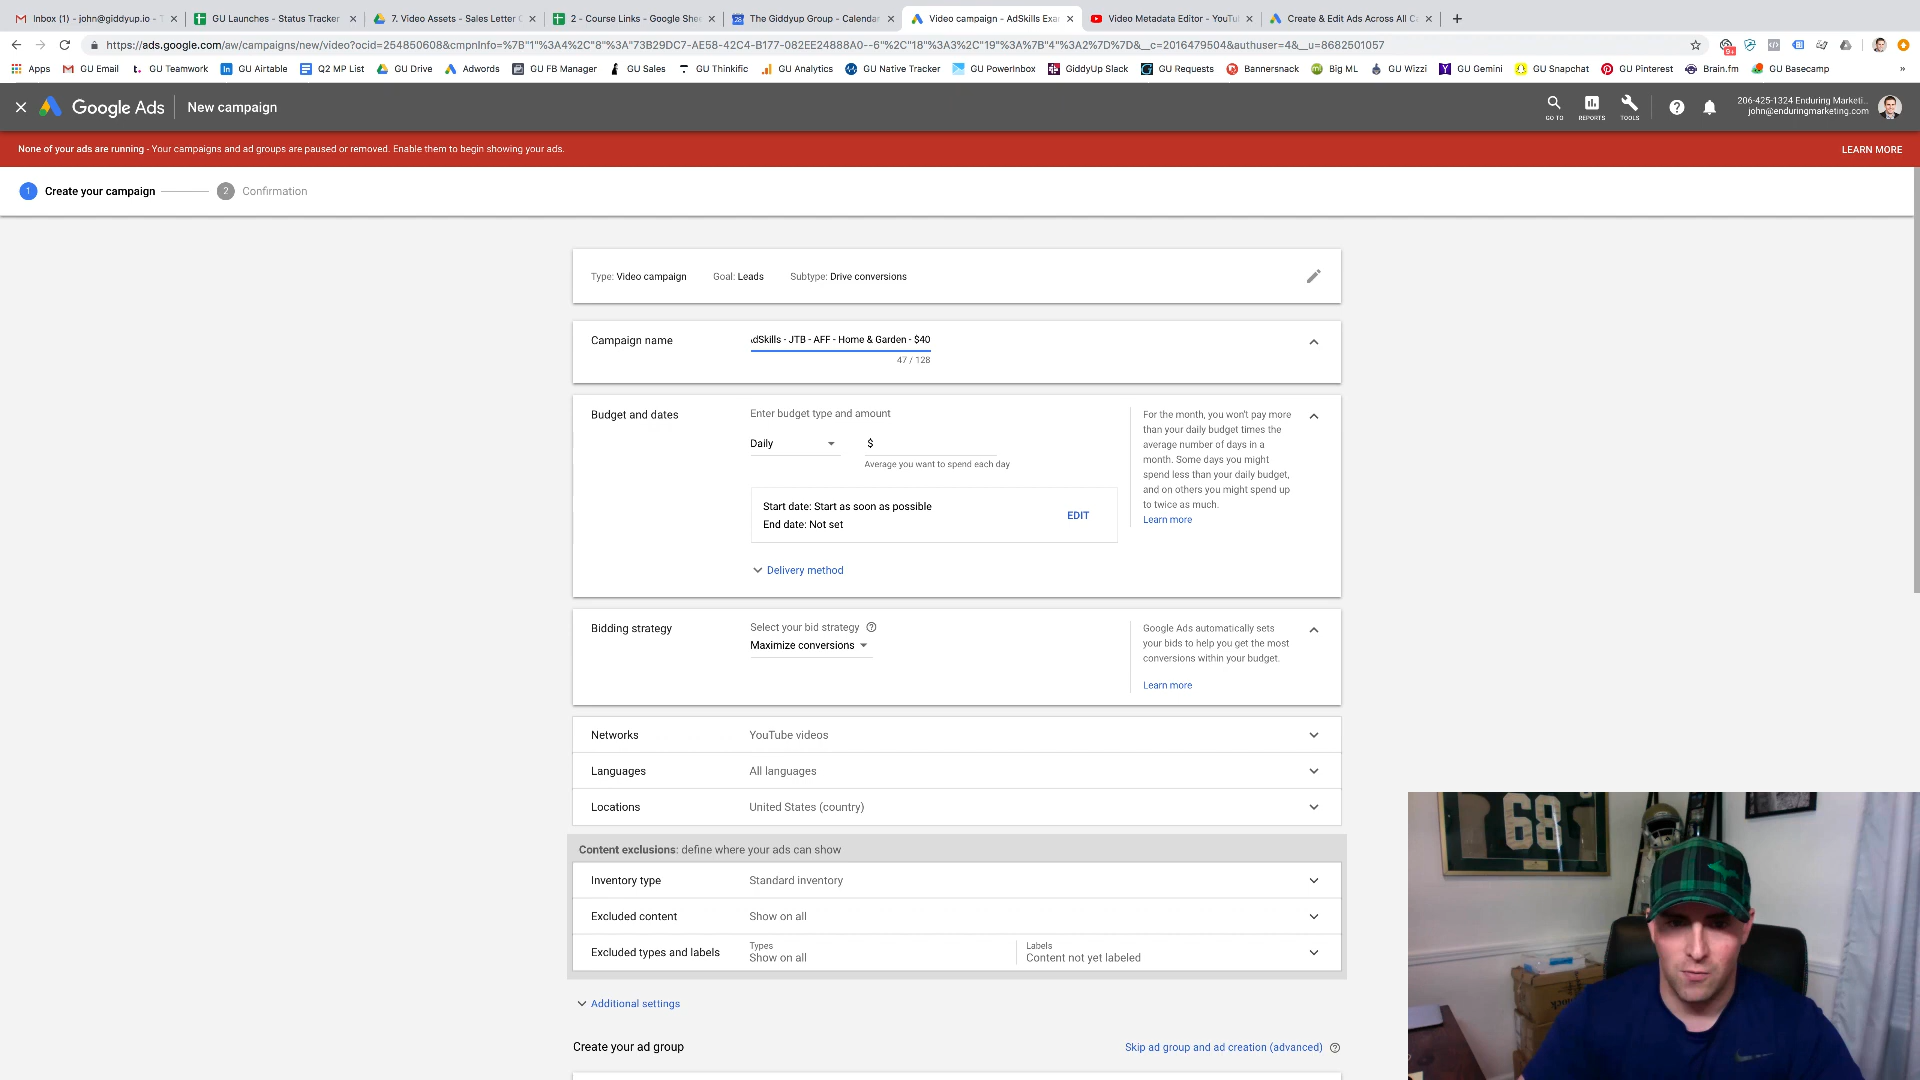 Inbox (1) - john@giddyup.io - T
GU Launches - Status Tracker
7. Video Assets - Sales Letter C
2 - Course Links - Google Shee
The Giddyup Group - Calendar
Video campaign - AdSkills Exa
Video Metadata Editor - YouTu
Create & Edit Ads Across All C
https://ads.google.com/aw/campaigns/new/video?ocid=254850608&cmpnInfo=%7B"1"%3A4%2C"8"%3A"73B29DC7-AE58-42C4-B177-082EE24888A0--6"%2C"18"%3A3%2C"19"%3A%7B"4"%3A2%7D%7D&__c=2016479504&authuser=4&__u=8682501057
Apps
GU Email
GU Teamwork
GU Airtable
Q2 MP List
GU Drive
Adwords
GU FB Manager
GU Sales
GU Thinkific
GU Analytics
GU Native Tracker
GU PowerInbox
GiddyUp Slack
GU Requests
Bannersnack
Big ML
GU Wizzi
GU Gemini
GU Snapchat
GU Pinterest
Brain.fm
GU Basecamp
Google Ads
New campaign
GO TO
REPORTS
TOOLS
206-425-1324 Enduring Marketi...
john@enduringmarketing.com
None of your ads are running - Your campaigns and ad groups are paused or removed. Enable them to begin showing your ads.
LEARN MORE
1 Create your campaign
2 Confirmation
Type: Video campaign
Goal: Leads
Subtype: Drive conversions
Campaign name
dSkills - JTB - AFF - Home & Garden - $40
47 / 128
Budget and dates
Enter budget type and amount
Daily
$
Average you want to spend each day
Start date: Start as soon as possible
End date: Not set
EDIT
Delivery method
For the month, you won't pay more
than your daily budget times the
average number of days in a
month. Some days you might
spend less than your daily budget,
and on others you might spend up
to twice as much.
Learn more
Bidding strategy
Select your bid strategy
Maximize conversions
Google Ads automatically sets
your bids to help you get the most
conversions within your budget.
Learn more
Networks
YouTube videos
Languages
All languages
Locations
United States (country)
Content exclusions: define where your ads can show
Inventory type
Standard inventory
Excluded content
Show on all
Excluded types and labels
Types
Show on all
Labels
Content not yet labeled
Additional settings
Create your ad group
Skip ad group and ad creation (advanced)
68